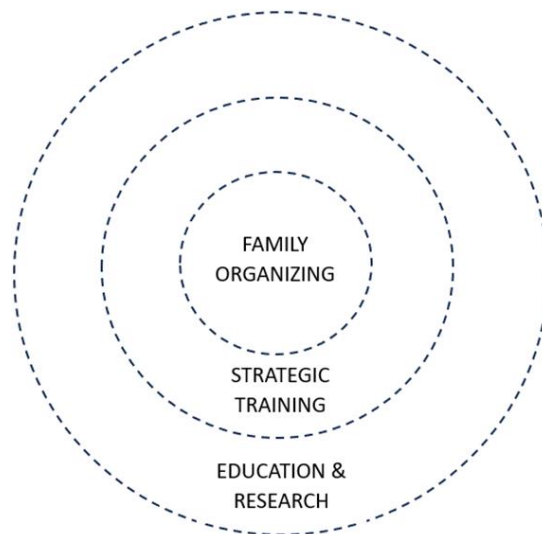 FAMILY
ORGANIZING
STRATEGIC
TRAINING
EDUCATION &
RESEARCH